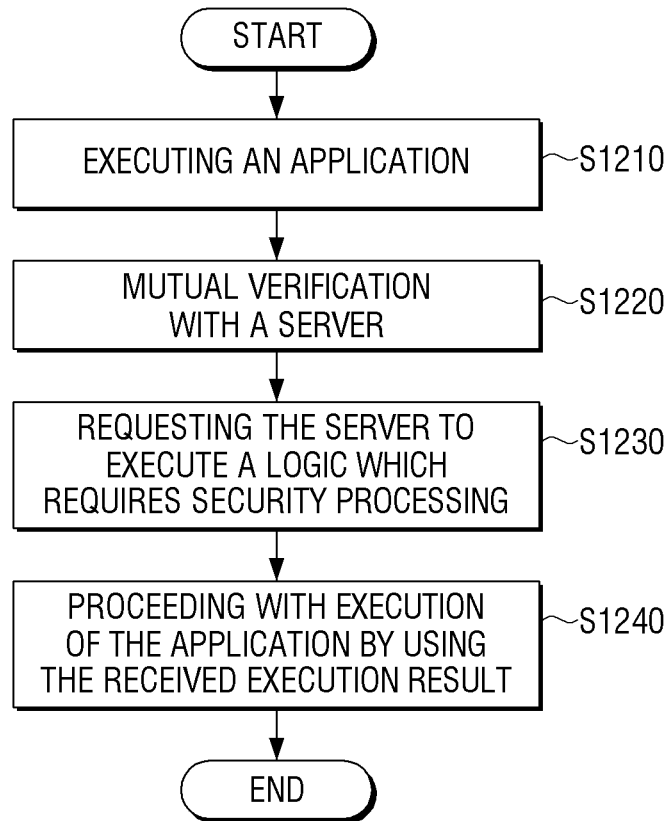 START
EXECUTING AN APPLICATION
S1210
MUTUAL VERIFICATION
WITH A SERVER
S1220
REQUESTING THE SERVER TO
EXECUTE A LOGIC WHICH
REQUIRES SECURITY PROCESSING
S1230
PROCEEDING WITH EXECUTION
OF THE APPLICATION BY USING
THE RECEIVED EXECUTION RESULT
S1240
END